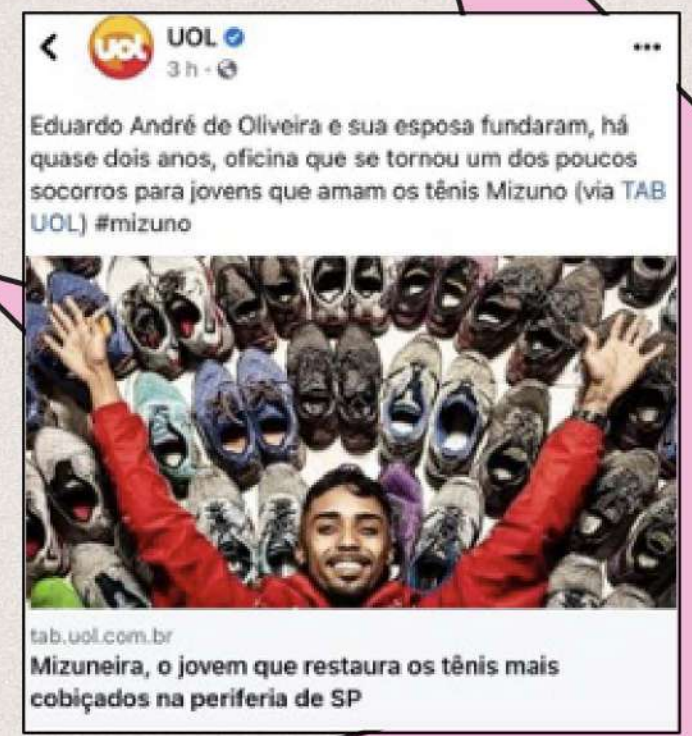 uol
UOL
3 h ·
Eduardo André de Oliveira e sua esposa fundaram, há
quase dois anos, oficina que se tornou um dos poucos
socorros para jovens que amam os tênis Mizuno (via TAB
UOL) #mizuno
tab.uol.com.br
Mizuneira, o jovem que restaura os tênis mais
cobiçados na periferia de SP